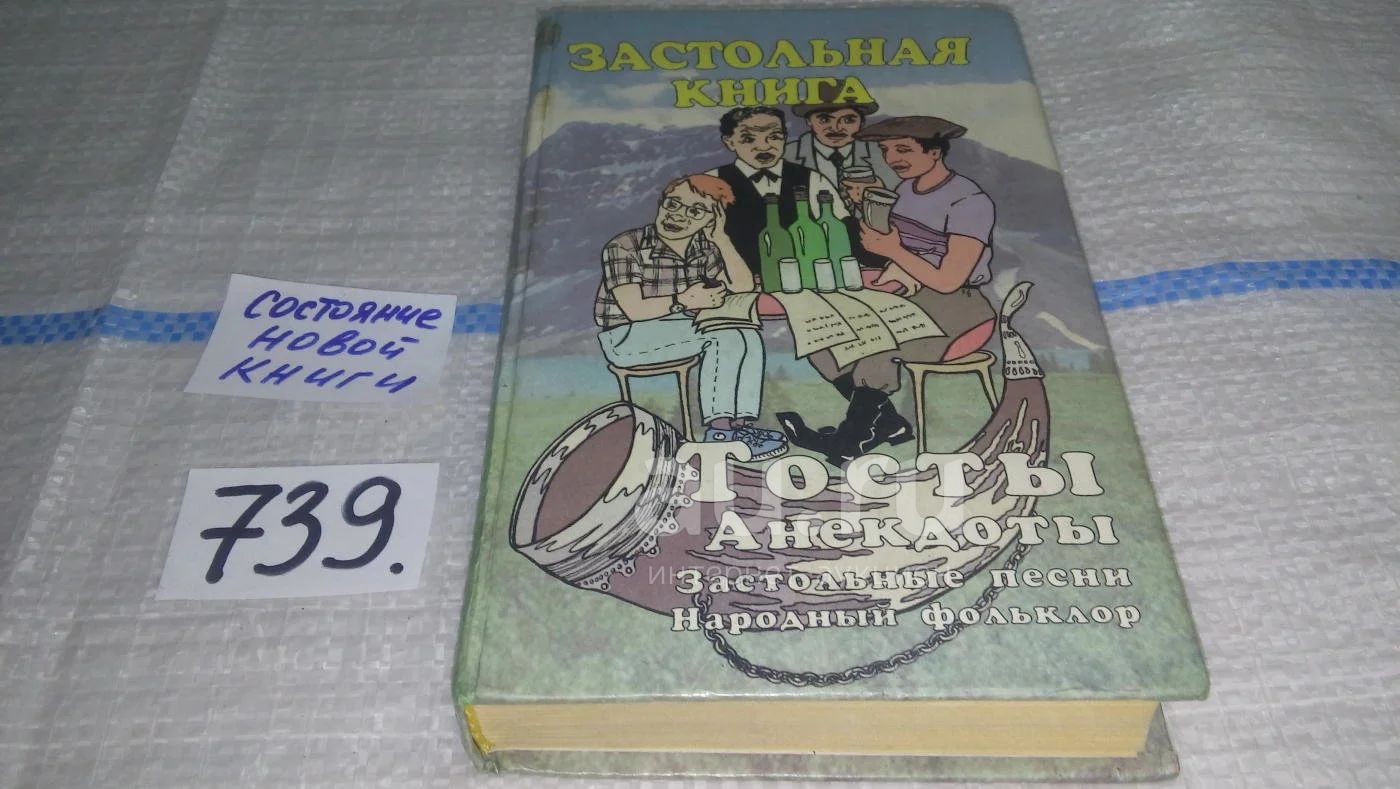 ЗАСТОЛЬНАЯ
КНИГА
СОСТОЯНИЕ
НОВОЙ
КНИГИ
739.
Тосты
Анекдоты
Застольные песни
Народный фольклор